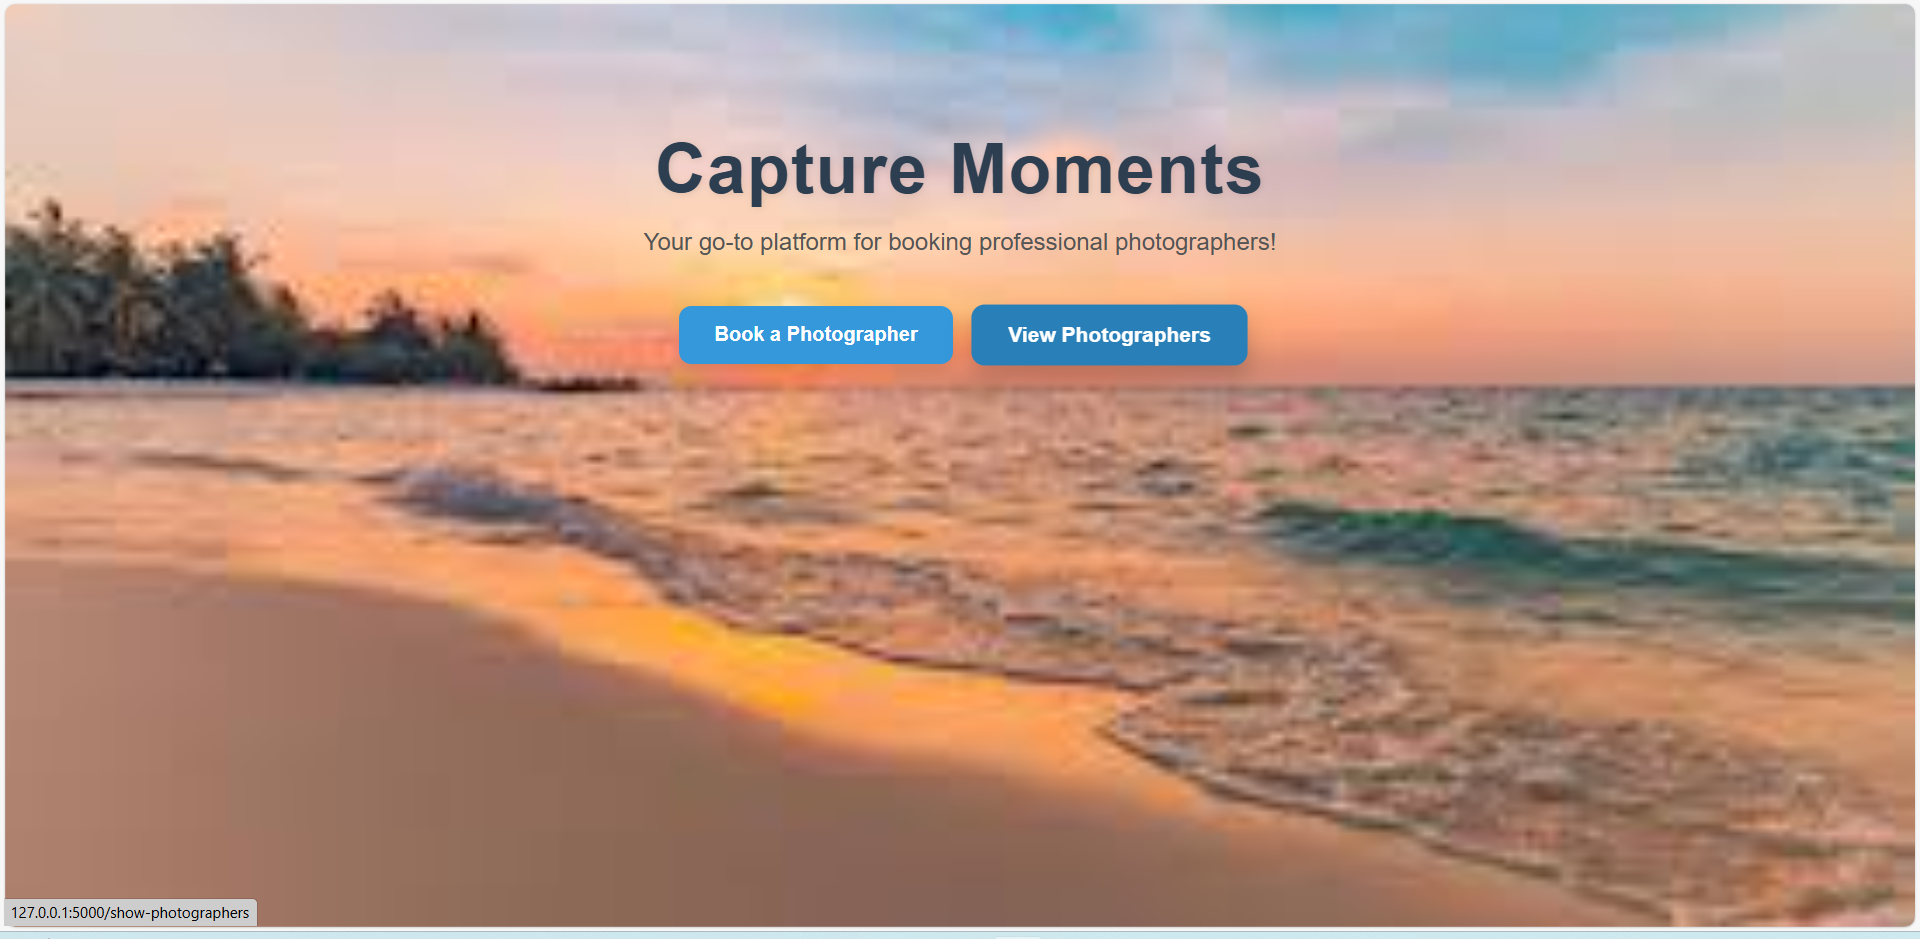 Capture Moments
Your go-to platform for booking professional photographers!
Book a Photographer
View Photographers
127.0.0.1:5000/show-photographers